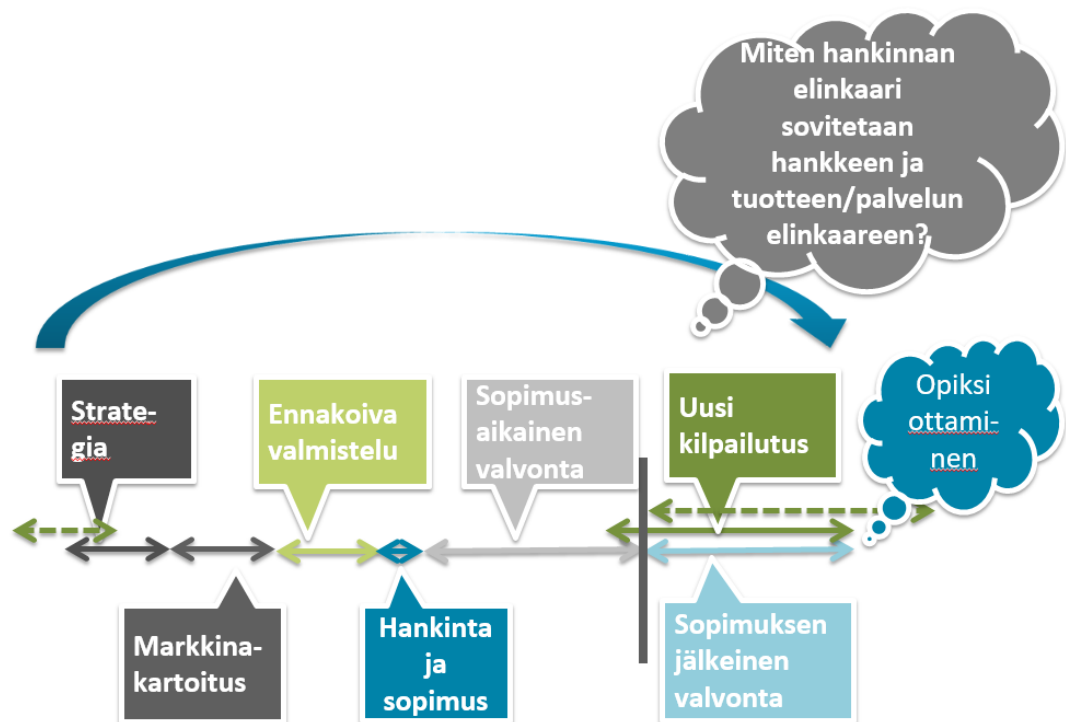 Miten hankinnan
elinkaari
sovitetaan
hankkeen ja
tuotteen/palvelun
elinkaareen?
Strate-
gia
Ennakoiva
valmistelu
Sopimus-
aikainen
valvonta
Uusi
kilpailutus
Opiksi
ottami-
nen
Markkina-
kartoitus
Hankinta
ja
sopimus
Sopimuksen
jälkeinen
valvonta